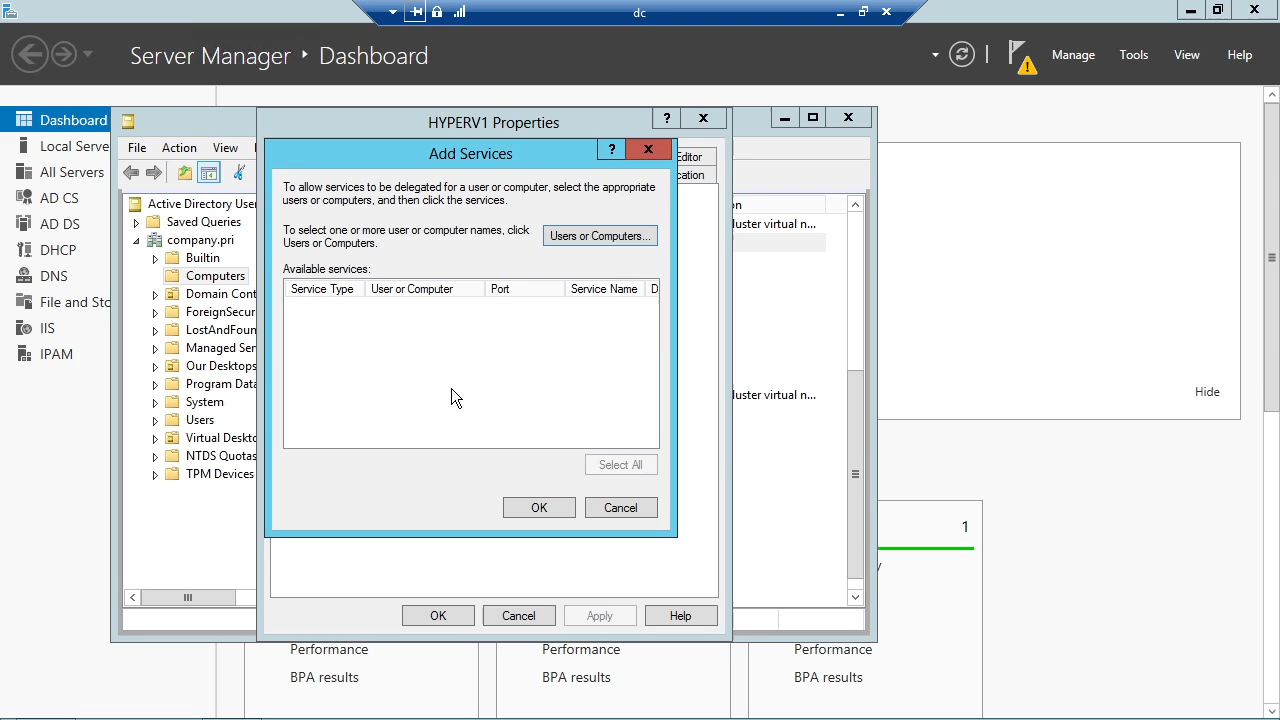 dc
Server Manager ‣ Dashboard
Manage
Tools
View
Help
Dashboard
Local Serve
All Servers
AD CS
AD DS
DHCP
DNS
File and Sto
IIS
IPAM
File
Action
View
Active Directory Use
Saved Queries
company.pri
Builtin
Computers
Domain Cont
ForeignSecur
LostAndFoun
Managed Ser
Our Desktops
Program Data
System
Users
Virtual Deskto
NTDS Quotas
TPM Devices
HYPERV1 Properties
Editor
cation
Add Services
To allow services to be delegated for a user or computer, select the appropriate
users or computers, and then click the services.
To select one or more user or computer names, click
Users or Computers.
Users or Computers...
Available services:
Service Type
User or Computer
Port
Service Name
D
Select All
OK
Cancel
OK
Cancel
Apply
Help
on
luster virtual n...
luster virtual n...
Hide
1
y
Performance
BPA results
Performance
BPA results
Performance
BPA results